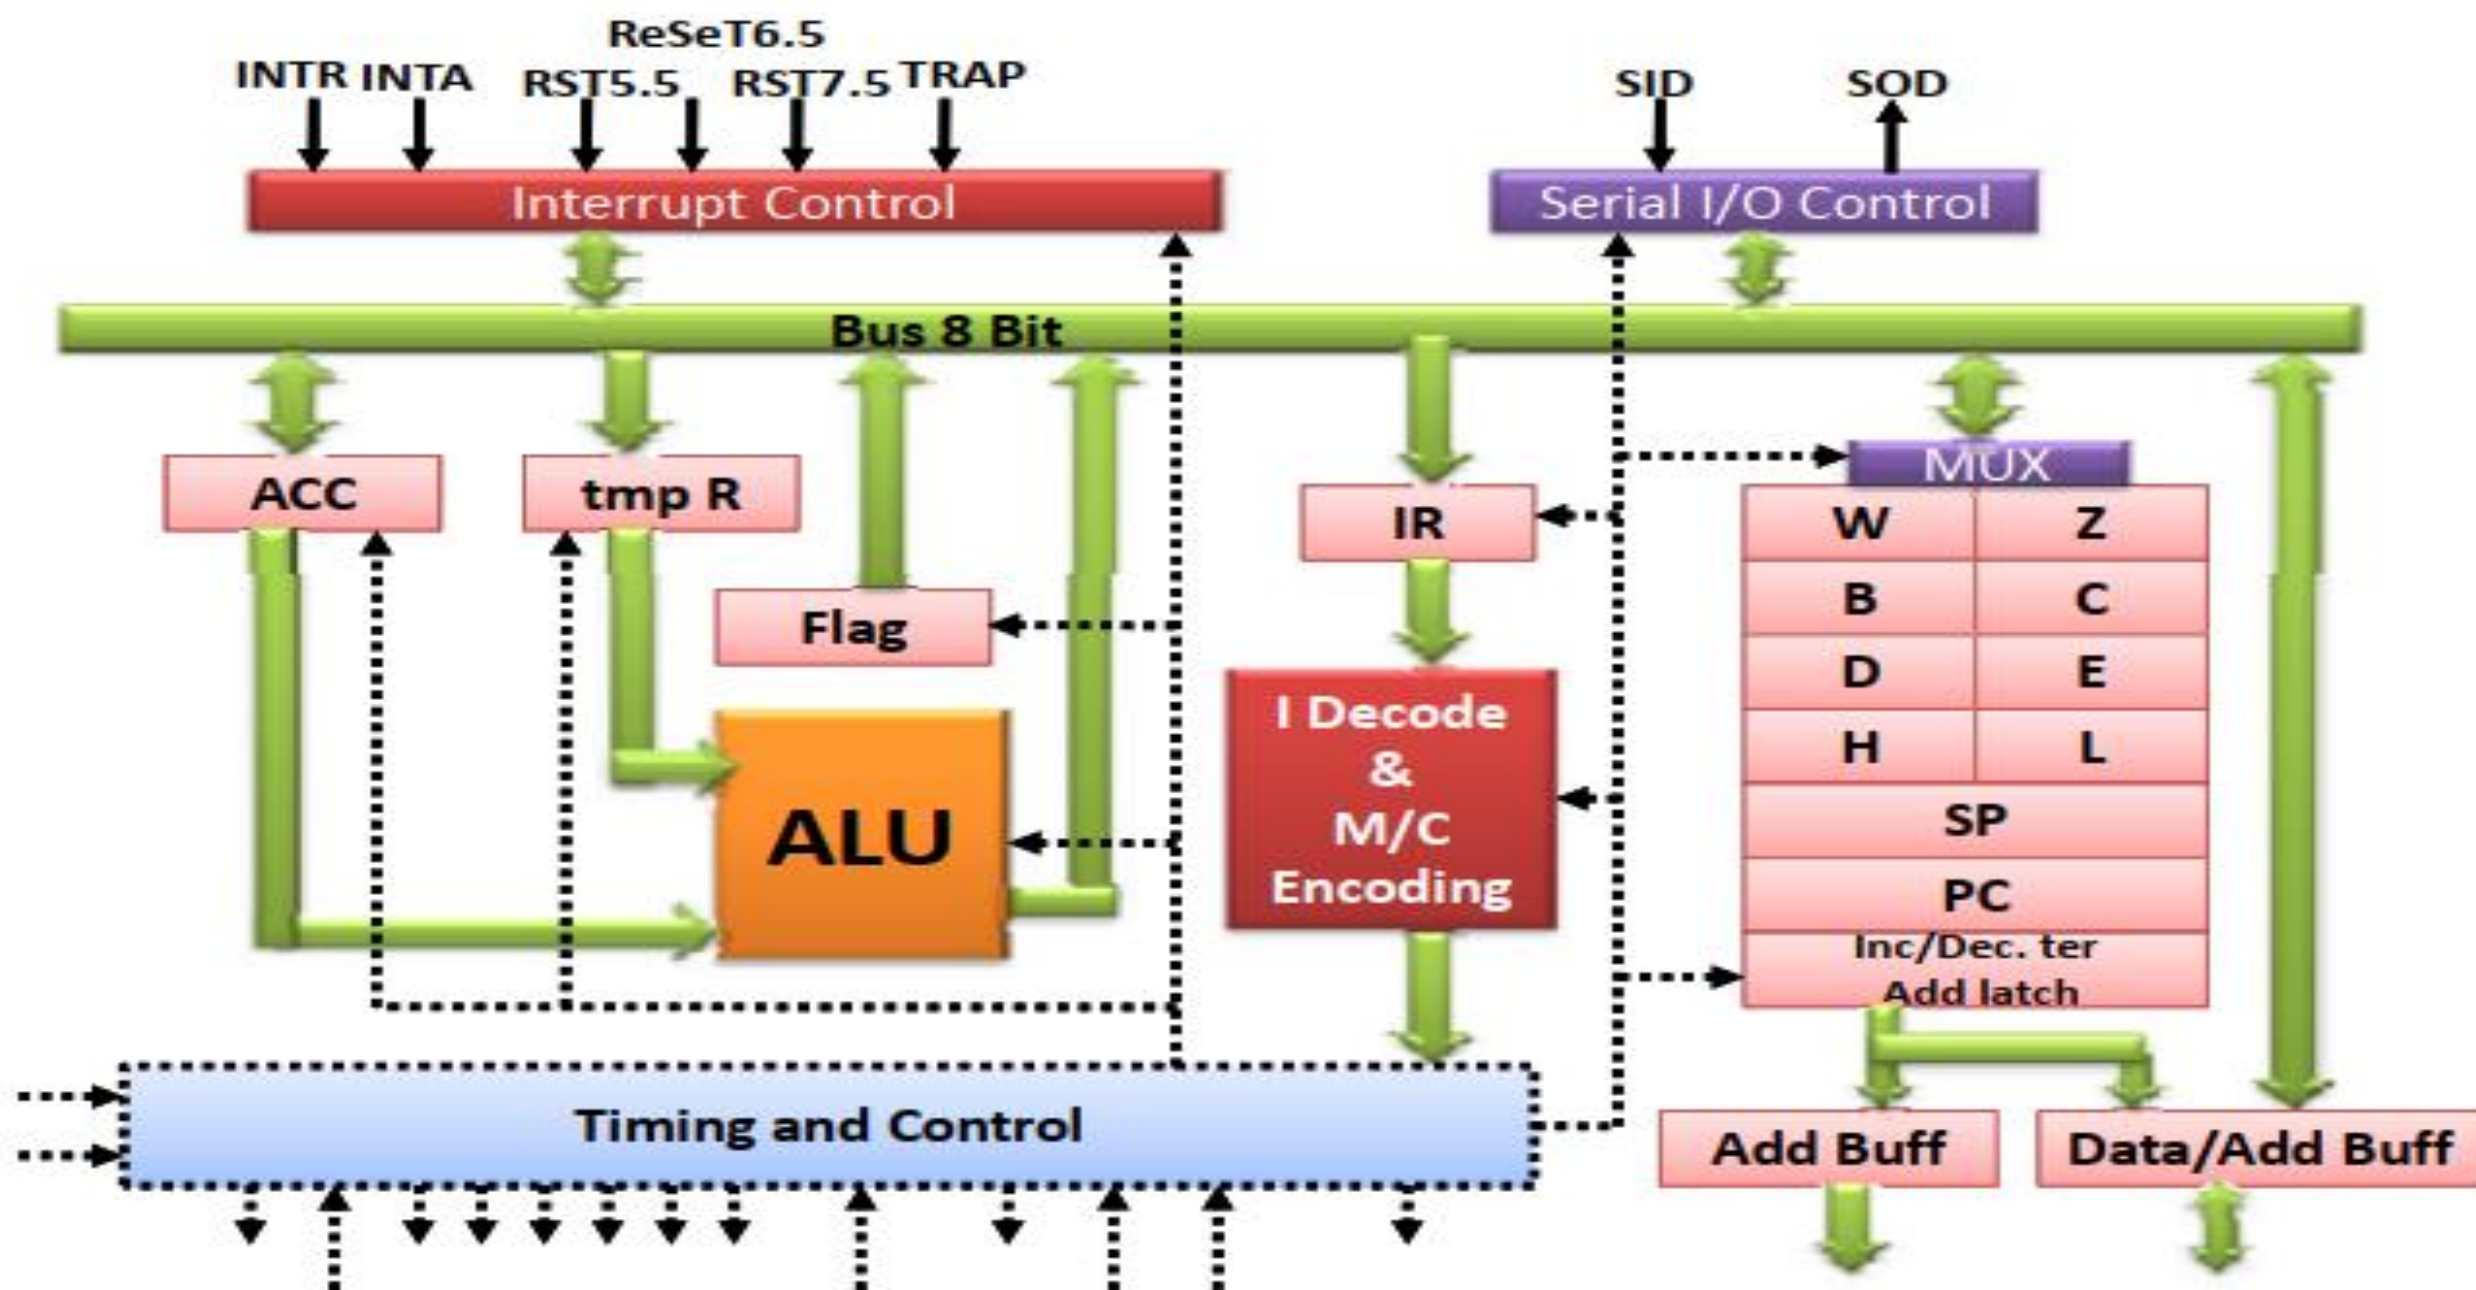 ReSeT6.5
INTR INTA RST5.5 RST7.5 TRAP
SID SOD
Interrupt Control
Serial I/O Control
Bus 8 Bit
ACC
tmp R
Flag
ALU
IR
I Decode
&
M/C
Encoding
MUX
W Z
B C
D E
H L
SP
PC
Inc/Dec. ter
Add latch
Timing and Control
Add Buff
Data/Add Buff